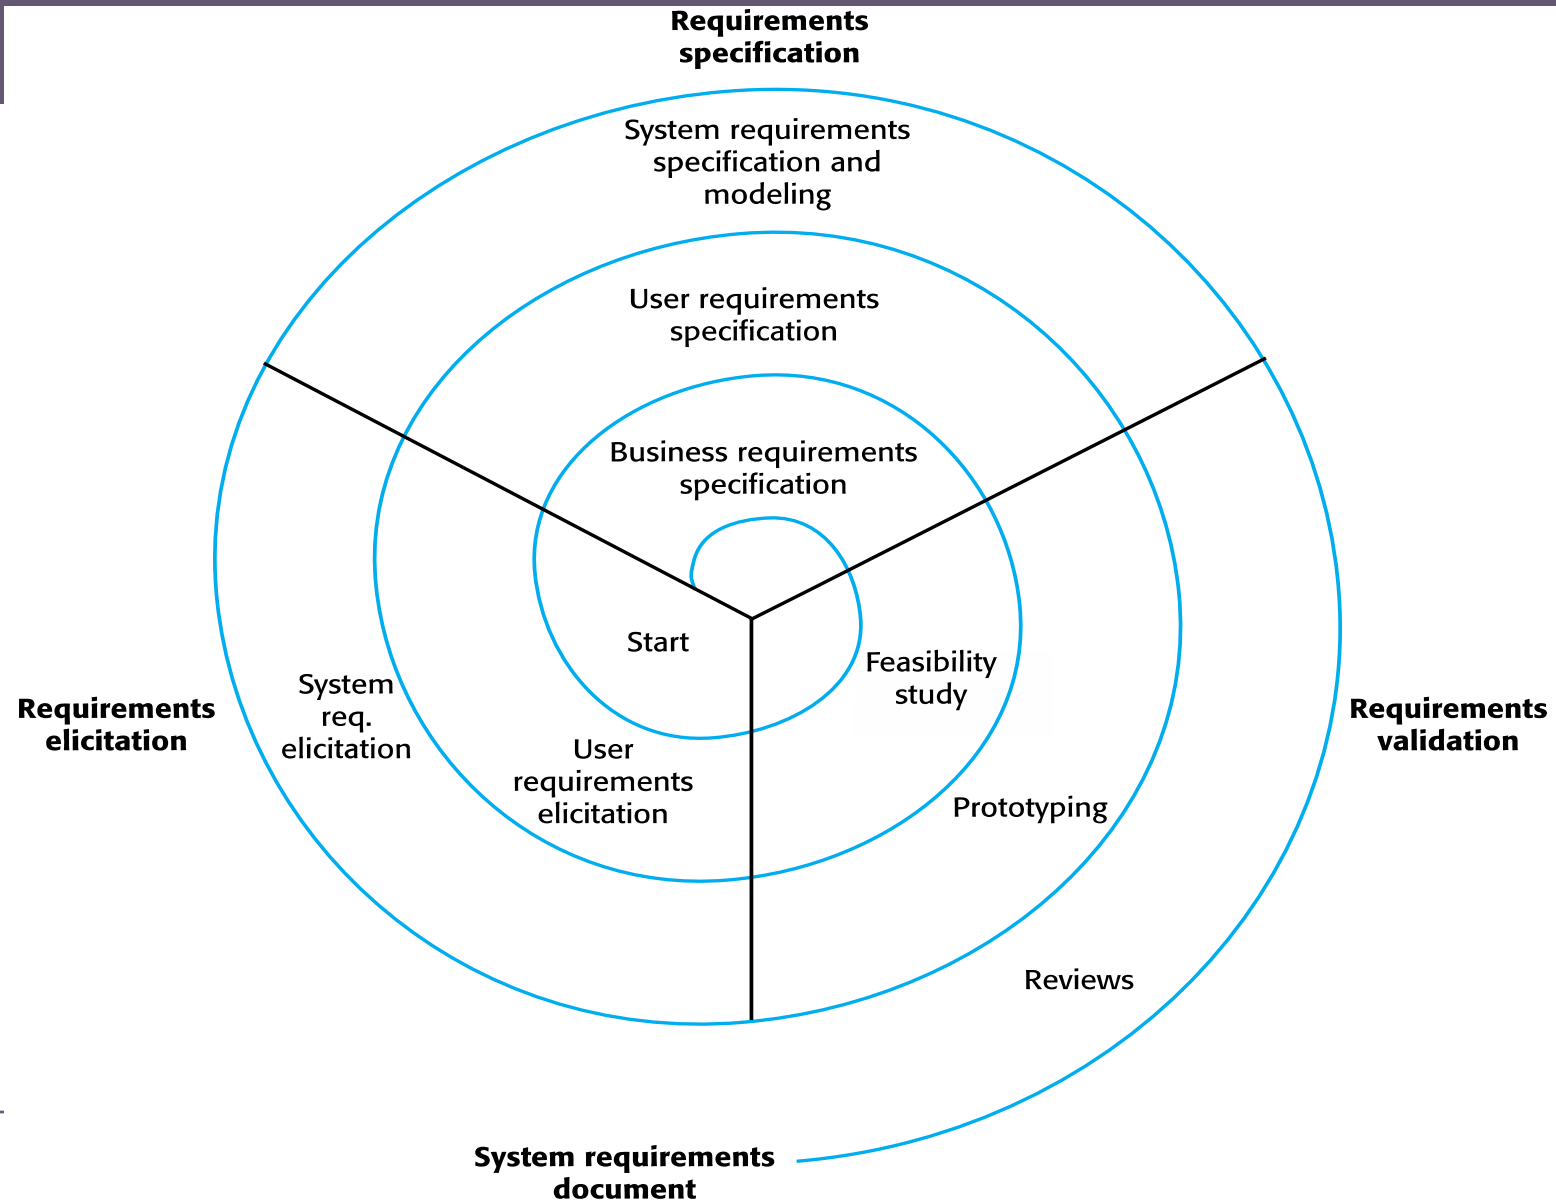 Requirements
specification
System requirements
specification and
modeling
User requirements
specification
Business requirements
specification
Start
Feasibility
study
System
req.
elicitation
Requirements
elicitation
Requirements
validation
User
requirements
elicitation
Prototyping
Reviews
System requirements
document